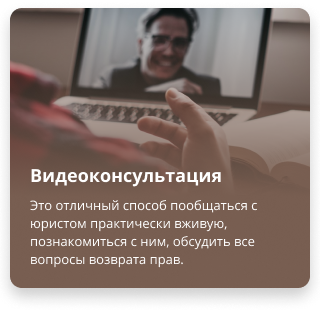 Видеоконсультация
Это отличный способ пообщаться с
юристом практически вживую,
познакомиться с ним, обсудить все
вопросы возврата прав.